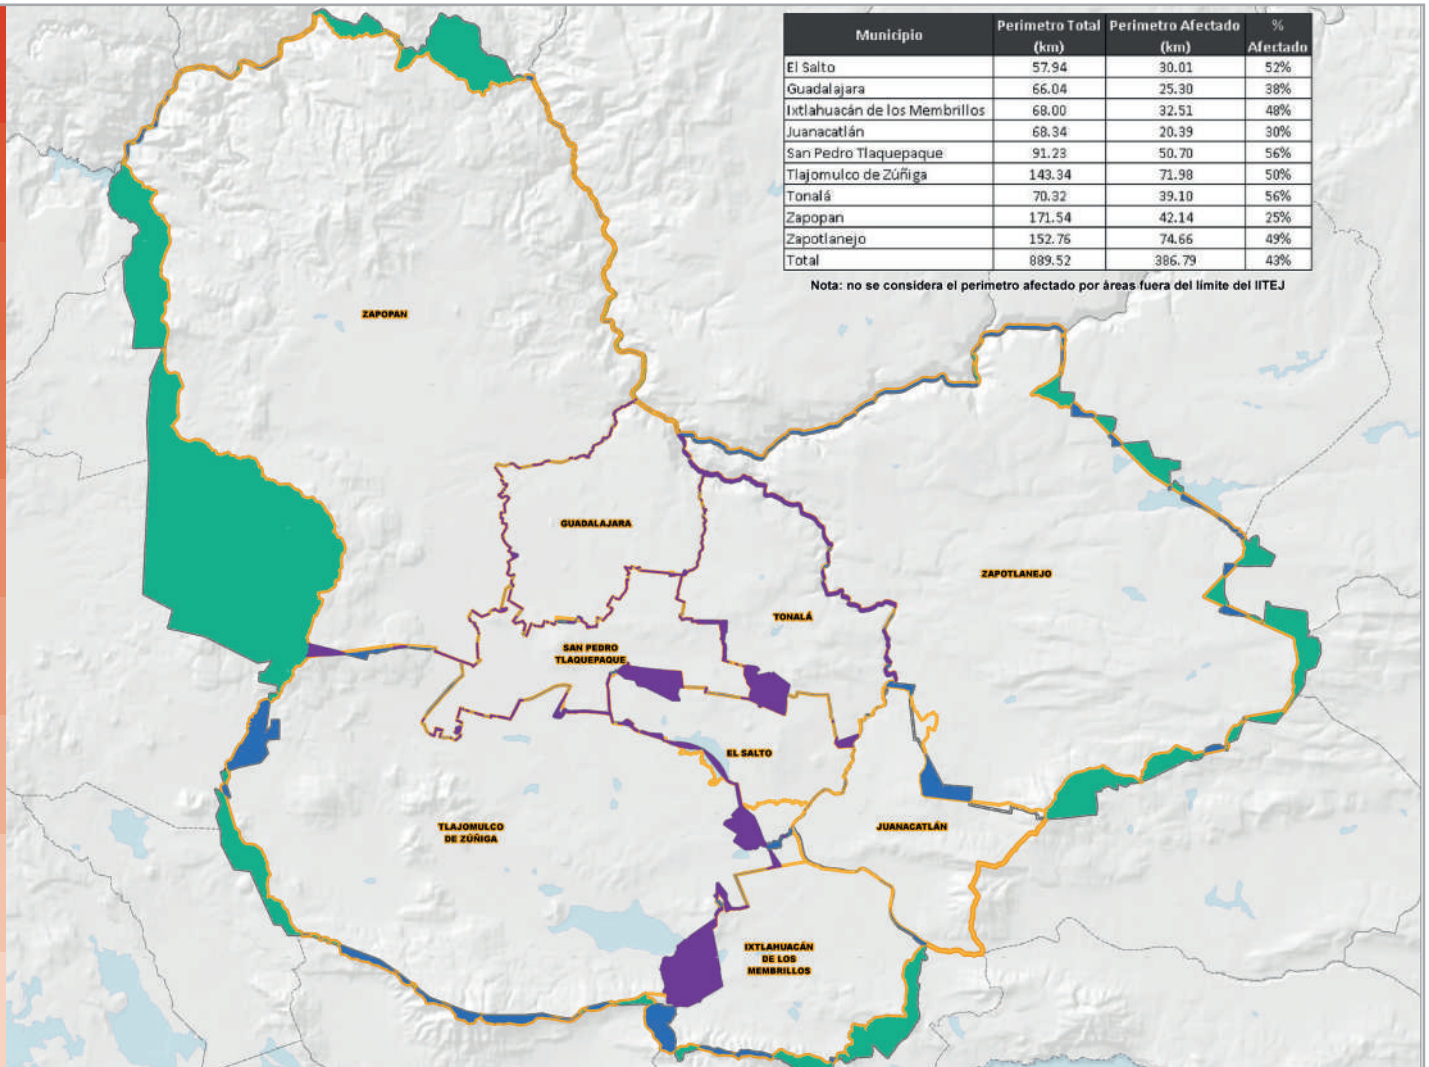 Municipio Perimetro Total (km) Perimetro Afectado (km) % Afectado
El Salto 57.94 30.01 52%
Guadalajara 66.04 25.30 38%
Ixtlahuacán de los Membrillos 68.00 32.51 48%
Juanacatlán 68.34 20.39 30%
San Pedro Tlaquepaque 91.23 50.70 56%
Tlajomulco de Zúñiga 143.34 71.98 50%
Tonalá 70.32 39.10 56%
Zapopan 171.54 42.14 25%
Zapotlanejo 152.76 74.66 49%
Total 889.52 386.79 43%
Nota: no se considera el perimetro afectado por áreas fuera del límite del IITEJ
ZAPOPAN
GUADALAJARA
ZAPOTLANEJO
TONALÁ
SAN PEDRO
TLAQUEPAQUE
EL SALTO
TLAJOMULCO
DE ZÚÑIGA
JUANACATLÁN
IXTLAHUACÁN
DE LOS
MEMBRILLOS